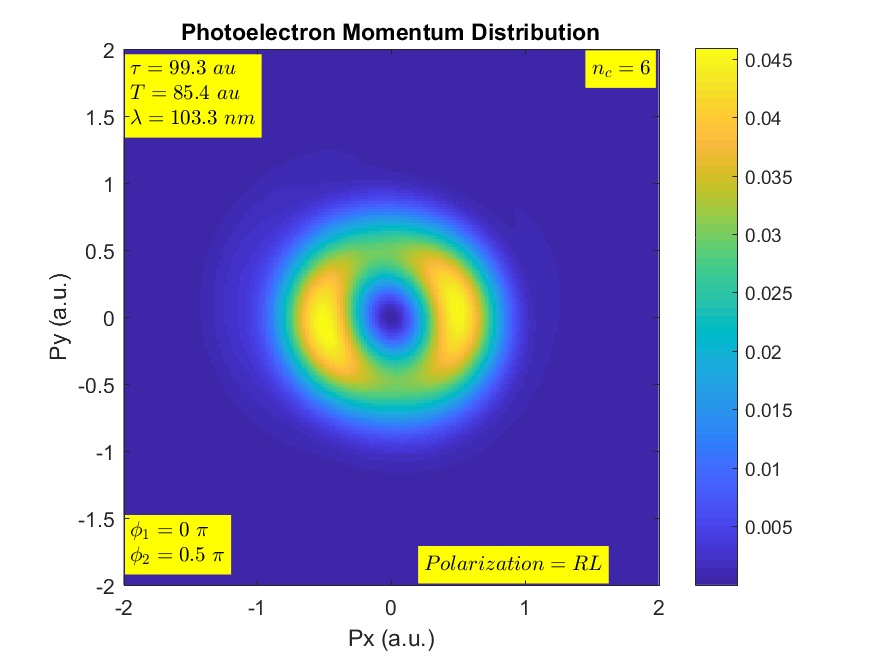 Photoelectron Momentum Distribution
τ = 99.3 au
T = 85.4 au
λ = 103.3 nm
n_c = 6
ϕ₁ = 0 π
ϕ₂ = 0.5 π
Polarization = RL
2
1.5
1
0.5
0
-0.5
-1
-1.5
-2
Py (a.u.)
-2
-1
0
1
2
Px (a.u.)
0.045
0.04
0.035
0.03
0.025
0.02
0.015
0.01
0.005